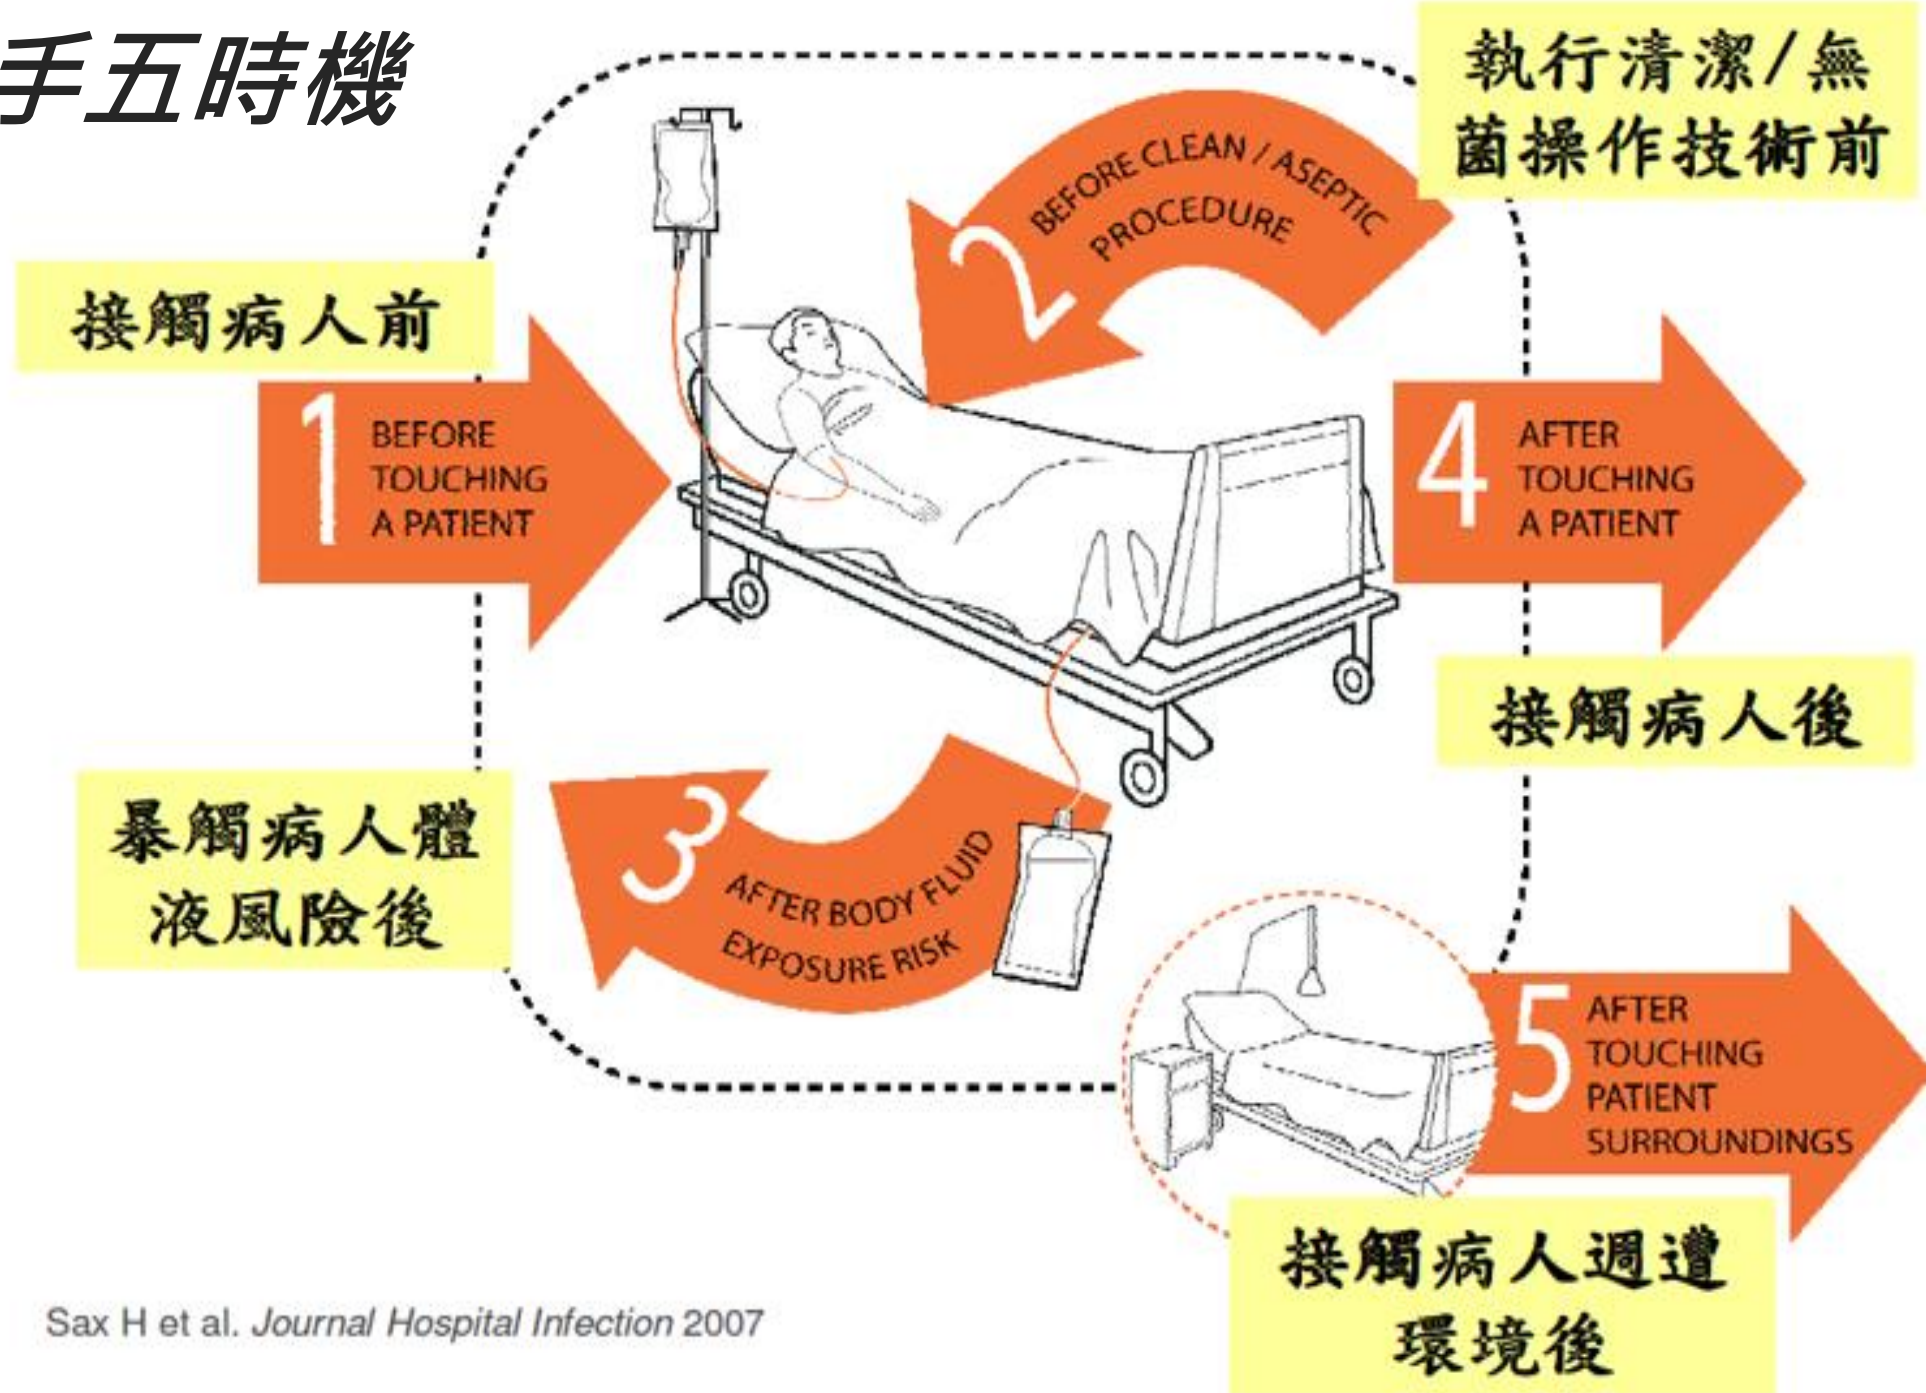 手五時機
執行清潔/無
菌操作技術前
2
BEFORE CLEAN / ASEPTIC
PROCEDURE
接觸病人前
1
BEFORE
TOUCHING
A PATIENT
4
AFTER
TOUCHING
A PATIENT
接觸病人後
暴觸病人體
液風險後
3
AFTER BODY FLUID
EXPOSURE RISK
5
AFTER
TOUCHING
PATIENT
SURROUNDINGS
接觸病人週遭
環境後
Sax H et al. Journal Hospital Infection 2007